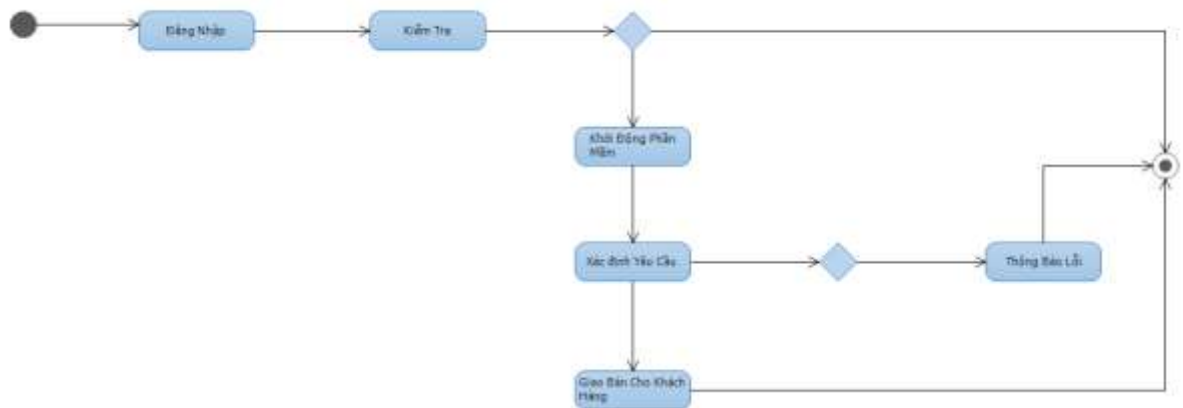 Đăng Nhập
Kiểm Tra
Khởi Động Phần
Mềm
Xác định Yêu Cầu
Thông Báo Lỗi
Giao Bán Cho Khách
Hàng